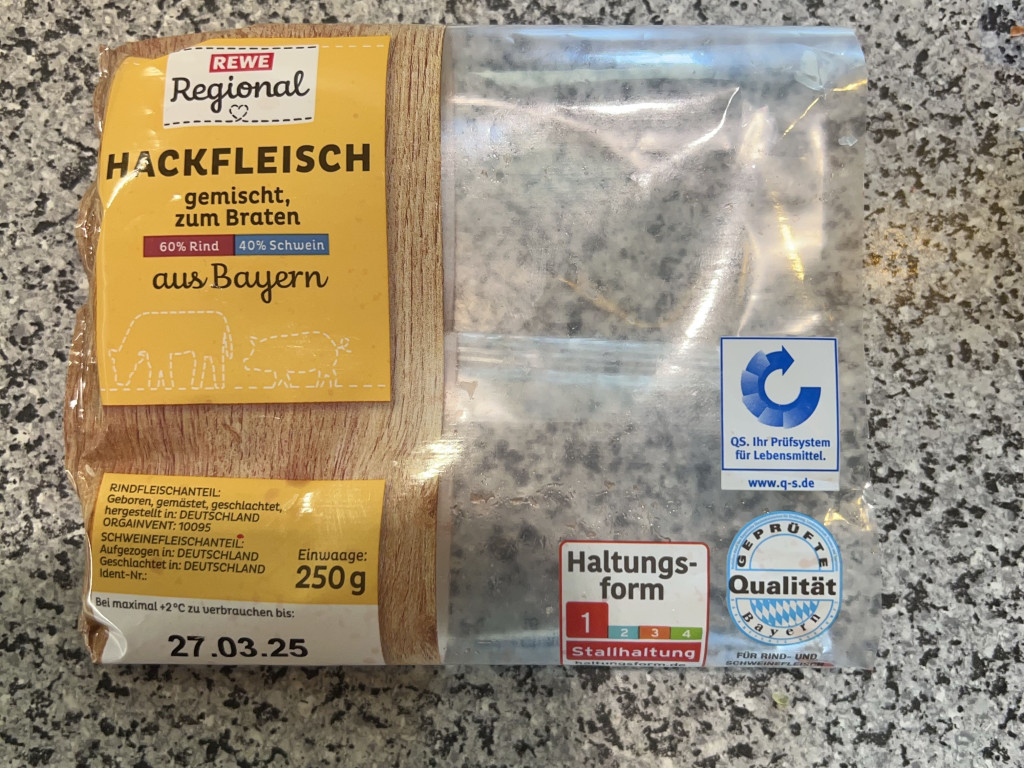 REWE
Regional
HACKFLEISCH
gemischt,
zum Braten
60% Rind 40% Schwein
aus Bayern
RINDFLEISCHANTEIL:
Geboren, gemästet, geschlachtet,
hergestellt in: DEUTSCHLAND
ORGAINVENT: 10095
SCHWEINEFLEISCHANTEIL:
Aufgezogen in: DEUTSCHLAND
Geschlachtet in: DEUTSCHLAND
Ident-Nr.:
Einwaage:
250g
Bei maximal +2°C zu verbrauchen bis:
27.03.25
QS. Ihr Prüfsystem
für Lebensmittel.
www.q-s.de
Haltungs-
form
1 2 3 4
Stallhaltung
haltungsform.de
GEPRÜFTE
Qualität
Bayern
FÜR RIND- UND
SCHWEINEFLEISCH